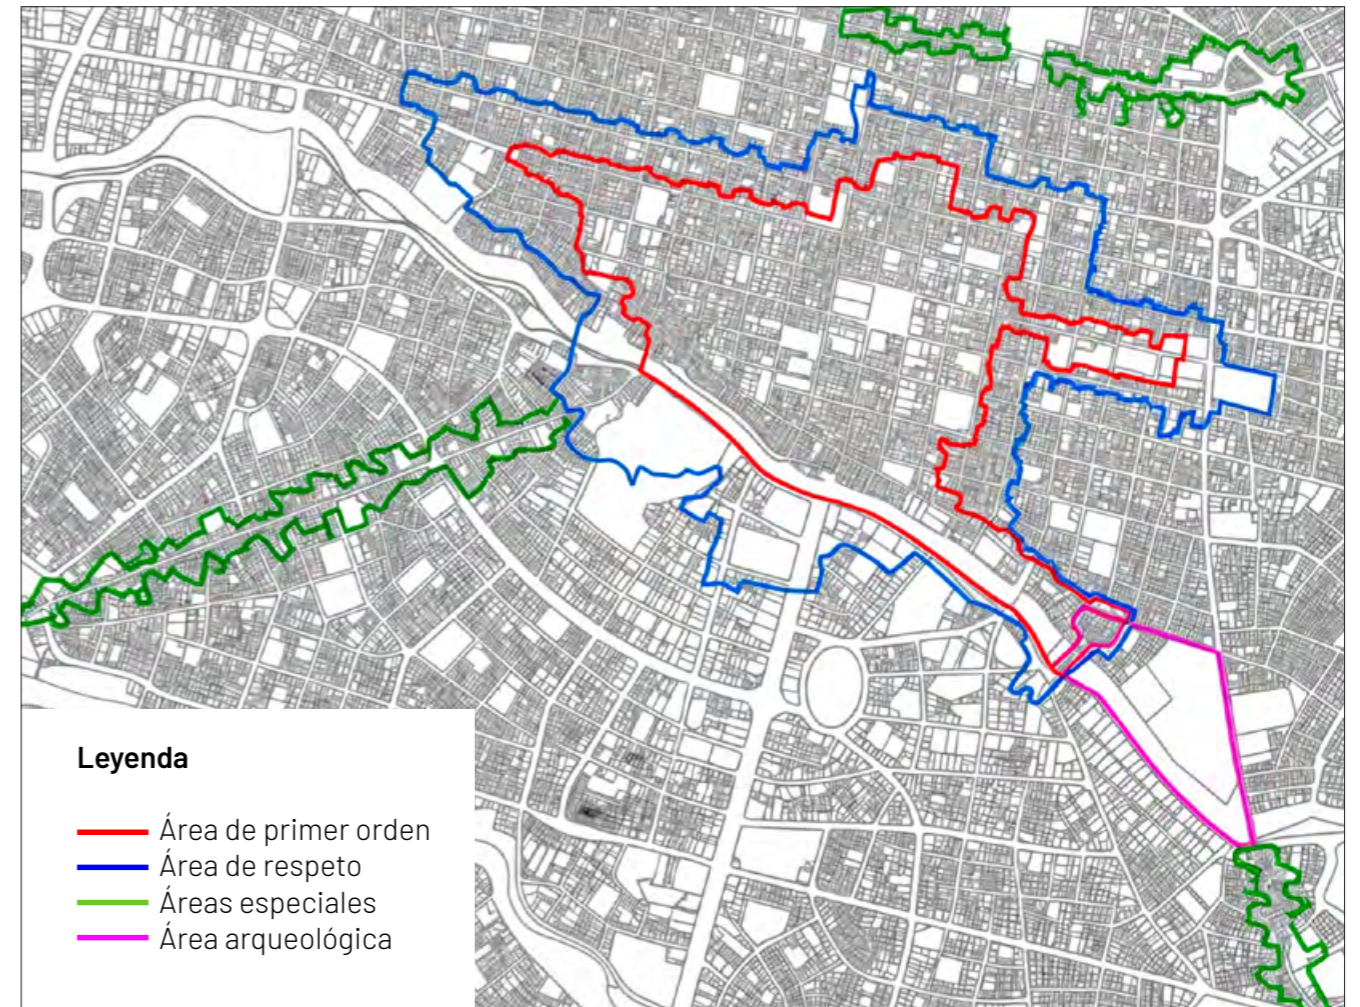 Leyenda
Área de primer orden
Área de respeto
Áreas especiales
Área arqueológica